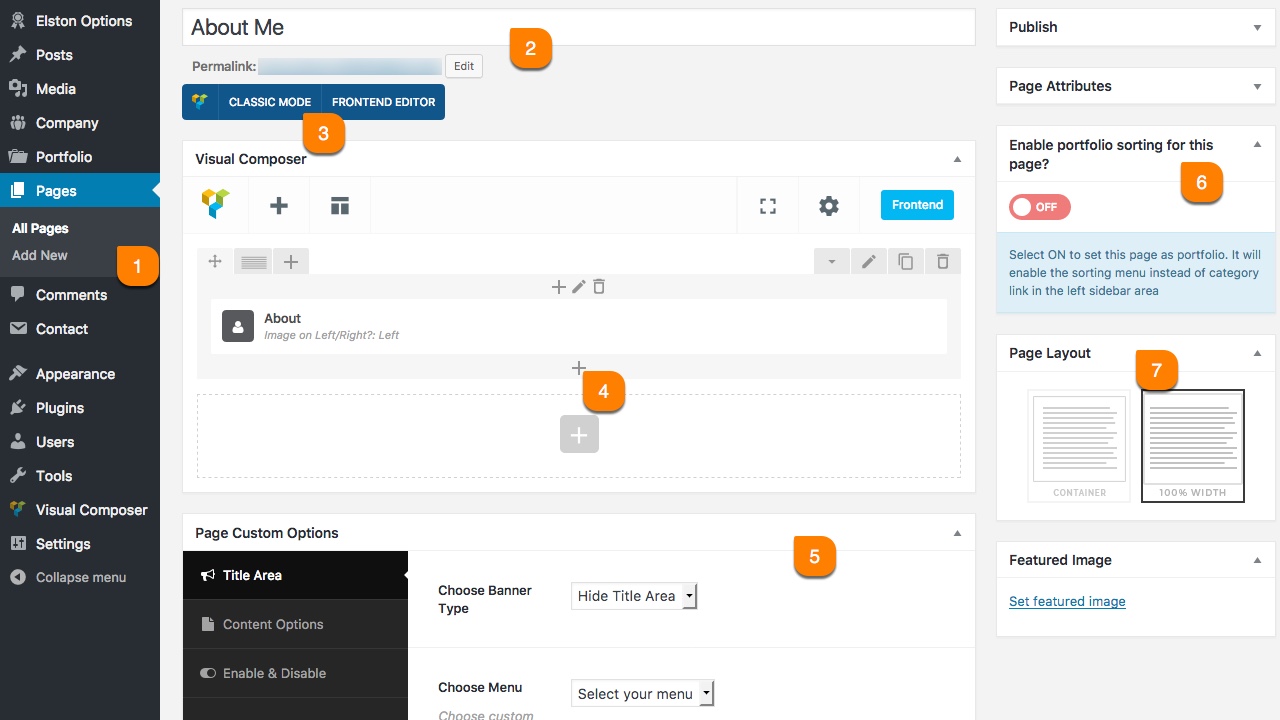 Elston Options
Posts
Media
Company
Portfolio
Pages
All Pages
Add New
1
Comments
Contact
Appearance
Plugins
Users
Tools
Visual Composer
Settings
Collapse menu
About Me
2
Permalink:
Edit
CLASSIC MODE
FRONTEND EDITOR
3
Visual Composer
Frontend
About
Image on Left/Right?: Left
4
Page Custom Options
5
Title Area
Content Options
Enable & Disable
Choose Banner
Type
Hide Title Area
Choose Menu
Select your menu
Choose custom
Publish
Page Attributes
Enable portfolio sorting for this
page?
6
OFF
Select ON to set this page as portfolio. It will
enable the sorting menu instead of category
link in the left sidebar area
Page Layout
7
CONTAINER
100% WIDTH
Featured Image
Set featured image